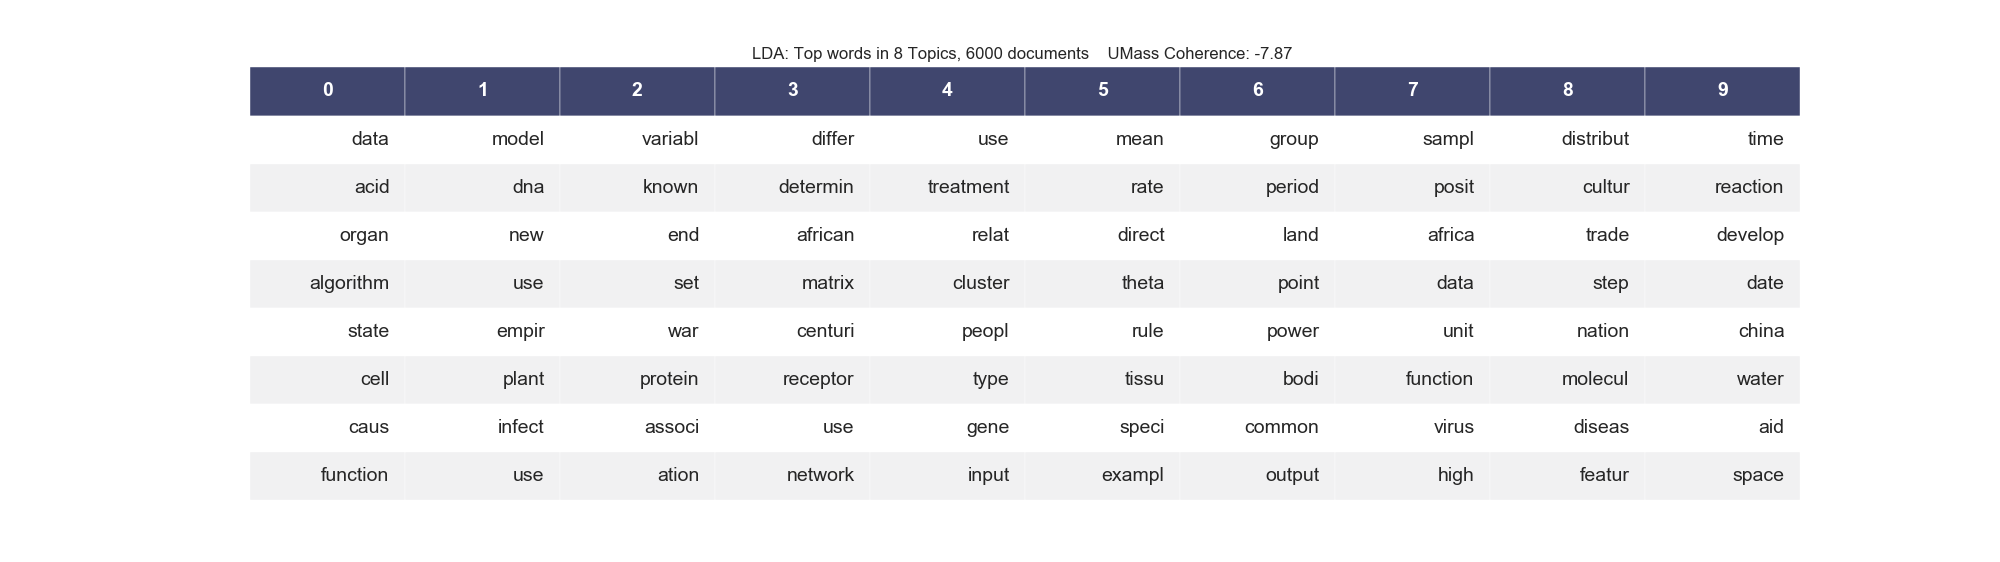 LDA: Top words in 8 Topics, 6000 documents    UMass Coherence: -7.87
0 1 2 3 4 5 6 7 8 9
data model variabl differ use mean group sampl distribut time
acid dna known determin treatment rate period posit cultur reaction
organ new end african relat direct land africa trade develop
algorithm use set matrix cluster theta point data step date
state empir war centuri peopl rule power unit nation china
cell plant protein receptor type tissu bodi function molecul water
caus infect associ use gene speci common virus diseas aid
function use ation network input exampl output high featur space